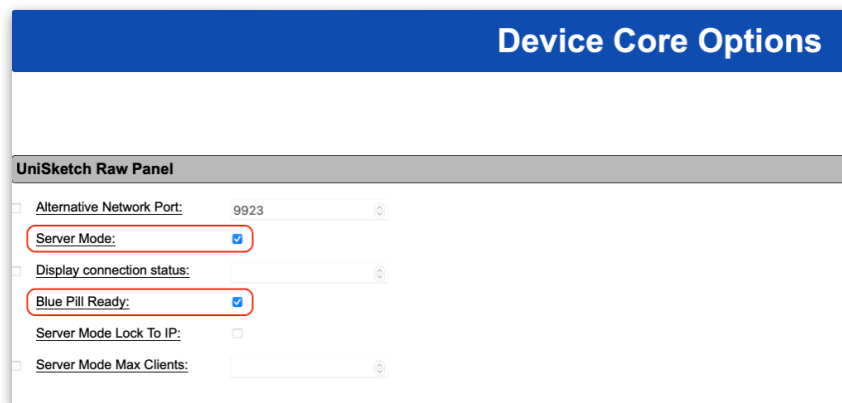 Device Core Options
UniSketch Raw Panel
Alternative Network Port: 9923
Server Mode:
Display connection status:
Blue Pill Ready:
Server Mode Lock To IP:
Server Mode Max Clients: